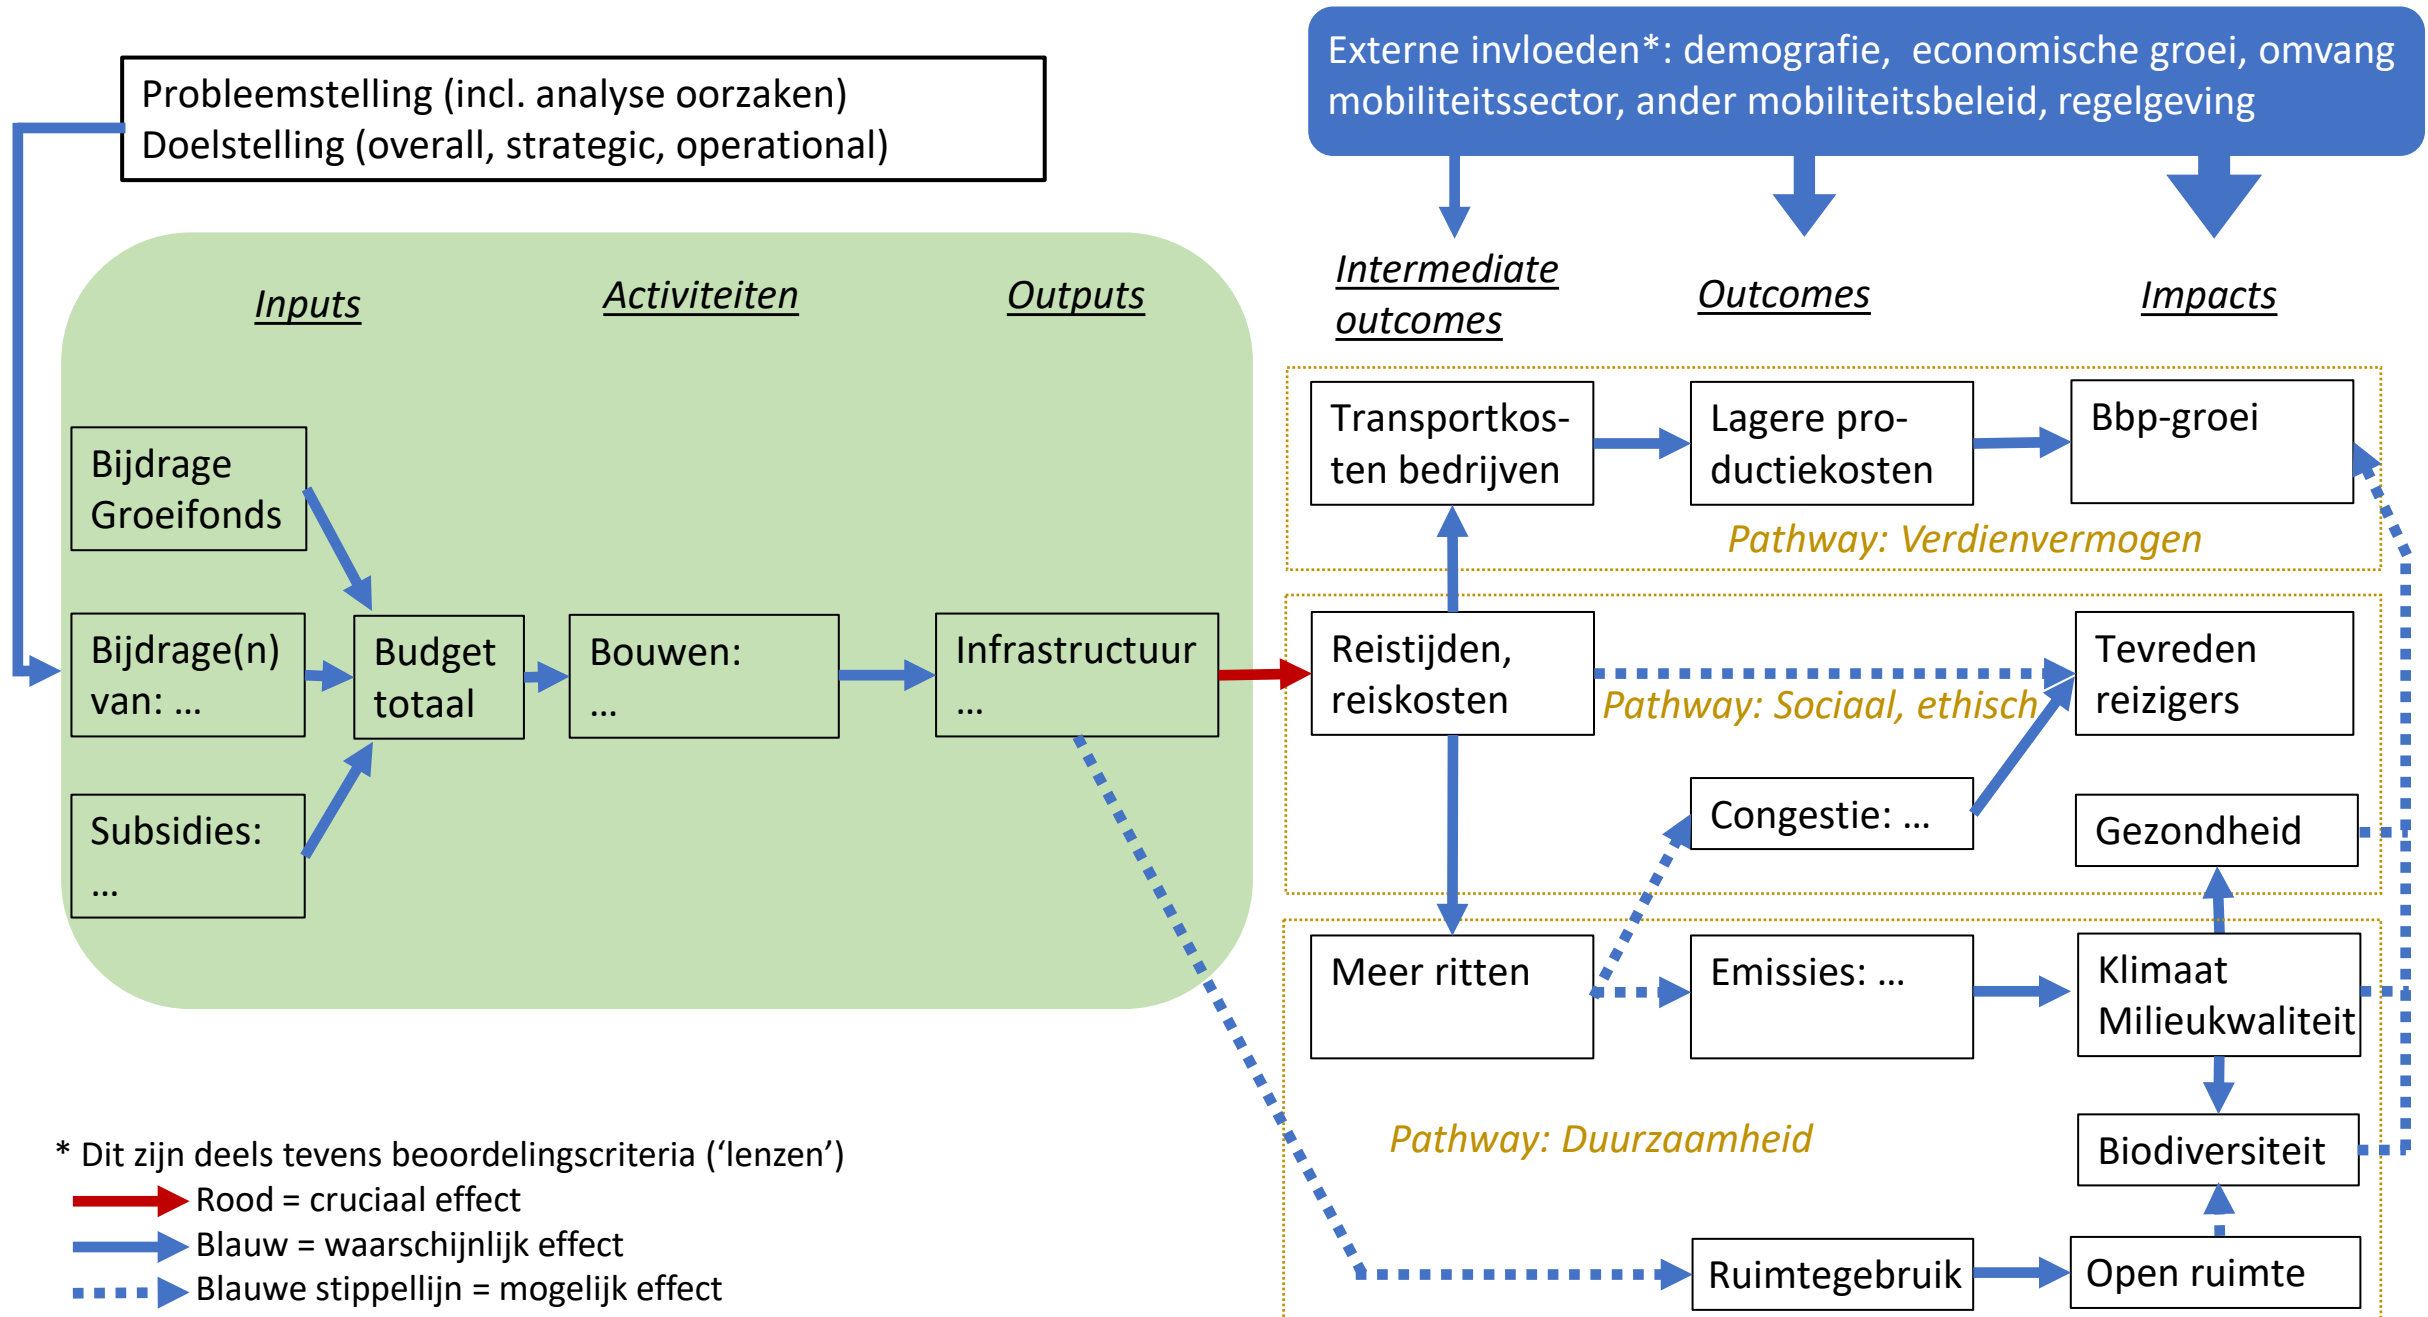 Probleemstelling (incl. analyse oorzaken)
Doelstelling (overall, strategic, operational)
Externe invloeden*: demografie, economische groei, omvang
mobiliteitssector, ander mobiliteitsbeleid, regelgeving
Inputs
Activiteiten
Outputs
Intermediate
outcomes
Outcomes
Impacts
Bijdrage
Groeifonds
Bijdrage(n)
van: ...
Subsidies:
...
Budget
totaal
Bouwen:
...
Infrastructuur
...
Transportkos-
ten bedrijven
Lagere pro-
ductiekosten
Bbp-groei
Pathway: Verdienvermogen
Reistijden,
reiskosten
Tevreden
reizigers
Pathway: Sociaal, ethisch
Congestie: ...
Gezondheid
Meer ritten
Emissies: ...
Klimaat
Milieukwaliteit
Pathway: Duurzaamheid
Biodiversiteit
Ruimtegebruik
Open ruimte
* Dit zijn deels tevens beoordelingscriteria (‘lenzen’)
Rood = cruciaal effect
Blauw = waarschijnlijk effect
Blauwe stippellijn = mogelijk effect